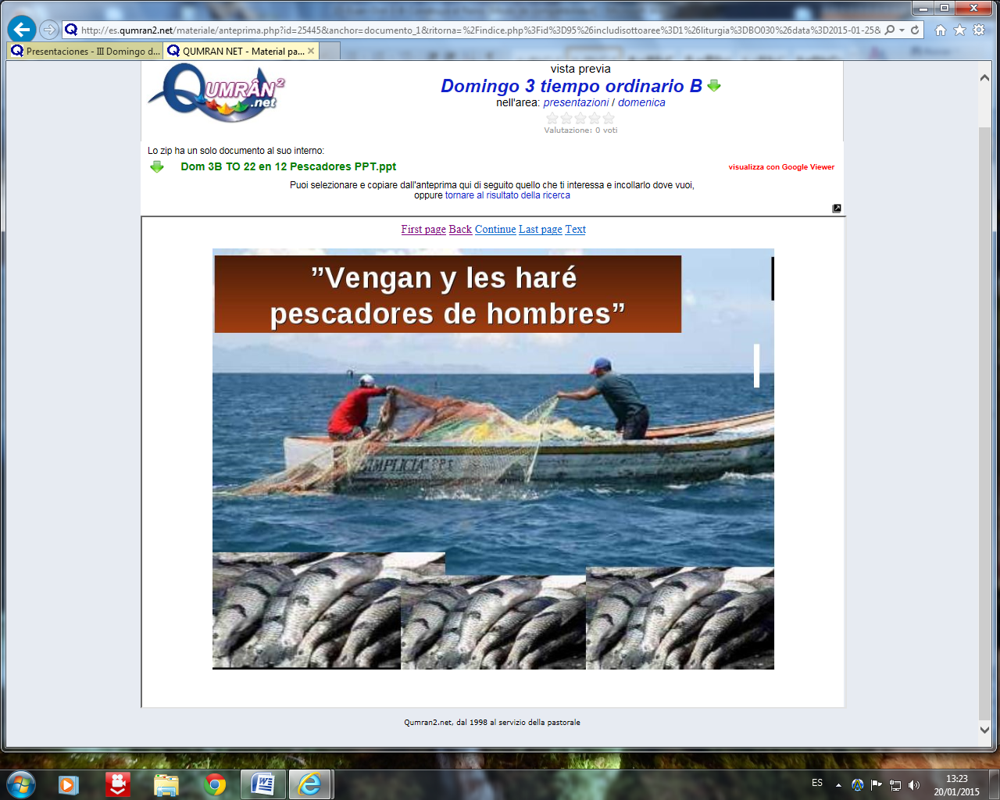 http://es.qumran2.net/materiale/anteprima.php?id=25445&anchor=documento_1&ritorna=%2Findice.php%3Fid%3D95%26includisottoaree%3D1%26liturgia%3DBO030%26data%3D2015-01-25&
Presentaciones - III Domingo d...
QUMRAN NET - Material pa...
QUMRÂN²
.net
vista previa
Domingo 3 tiempo ordinario B
nell'area: presentazioni / domenica
Valutazione: 0 voti
Lo zip ha un solo documento al suo interno:
Dom 3B TO 22 en 12 Pescadores PPT.ppt
visualizza con Google Viewer
Puoi selezionare e copiare dall'anteprima qui di seguito quello che ti interessa e incollarlo dove vuoi,
oppure tornare al risultato della ricerca
First page Back Continue Last page Text
”Vengan y les haré
pescadores de hombres”
SIMPLICIA
Qumran2.net, dal 1998 al servizio della pastorale
ES
13:23
20/01/2015